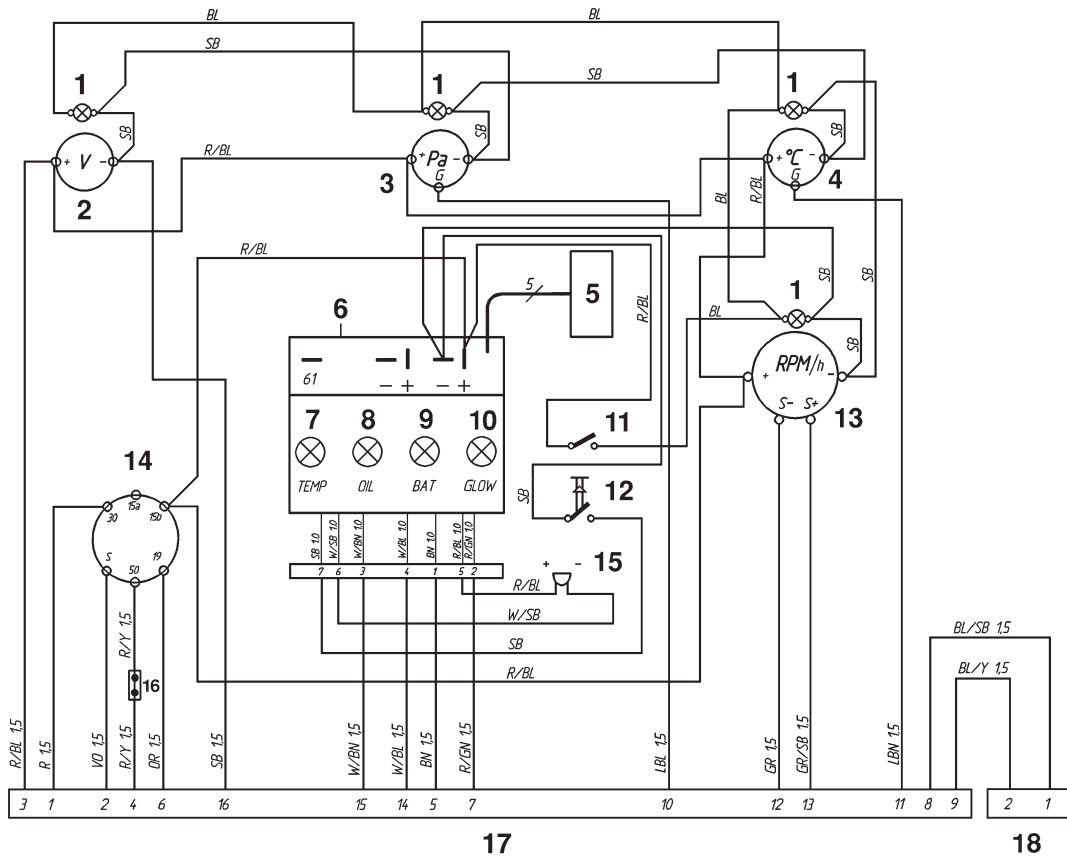 BL
BL
SB
SB
1
1
1
SB
SB
SB
+ V -
R/BL
+ Pa -
G
+ °C -
G
2
3
4
BL
R/BL
R/BL
5
5
R/BL
SB
SB
6
1
BL
SB
61
- +
- +
RPM/h
+ -
S- S+
7
8
9
10
11
13
TEMP
OIL
BAT
GLOW
12
SB
14
15a
30
15b
S
19
50
SB 1.0
W/SB 1.0
W/BN 1.0
W/BL 1.0
BN 1.0
R/BL 1.0
R/GN 1.0
7 6 3 4 1 5 2
+ -
15
R/BL
W/SB
SB
R/BL
R/Y 1,5
16
BL/SB 1,5
BL/Y 1,5
R/BL 1,5
R 1,5
VO 1,5
R/Y 1,5
OR 1,5
SB 1,5
W/BN 1,5
W/BL 1,5
BN 1,5
R/GN 1,5
LBL 1,5
GR 1,5
GR/SB 1.5
LBN 1,5
3 1 2 4 6 16 15 14 5 7 10 12 13 11 8 9
2 1
17
18